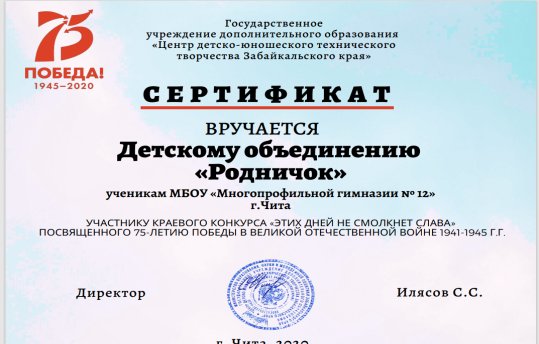 75
ПОБЕДА!
1945–2020
Государственное
учреждение дополнительного образования
«Центр детско-юношеского технического
творчества Забайкальского края»
СЕРТИФИКАТ
ВРУЧАЕТСЯ
Детскому объединению
«Родничок»
ученикам МБОУ «Многопрофильной гимназии № 12»
г.Чита
УЧАСТНИКУ КРАЕВОГО КОНКУРСА «ЭТИХ ДНЕЙ НЕ СМОЛКНЕТ СЛАВА»
ПОСВЯЩЕННОГО 75-ЛЕТИЮ ПОБЕДЫ В ВЕЛИКОЙ ОТЕЧЕСТВЕННОЙ ВОЙНЕ 1941-1945 Г.Г.
Директор
Илясов С.С.
г. Чита, 2020